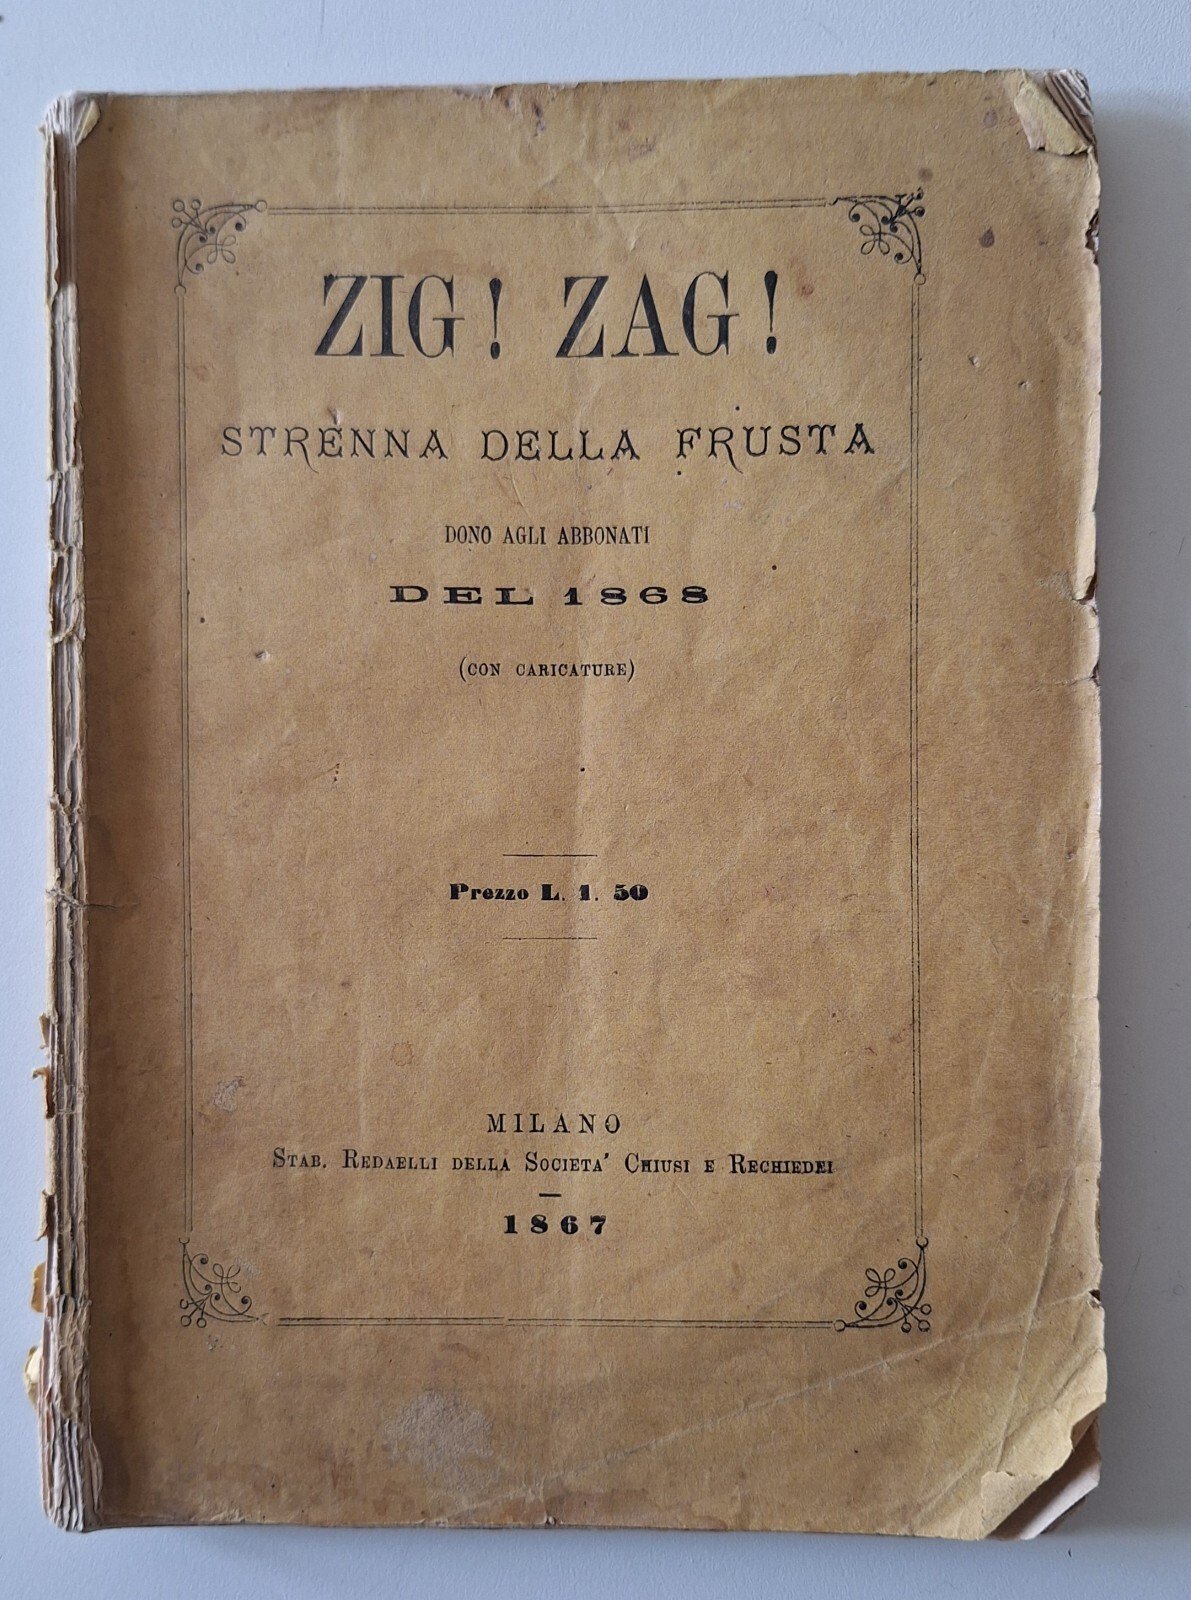 ZIG! ZAG!
STRENNA DELLA FRUSTA
DONO AGLI ABBONATI
DEL 1868
(CON CARICATURE)
Prezzo L. 1. 50
MILANO
STAB. REDAELLI DELLA SOCIETA' CHIUSI E RECHIEDEI
1867